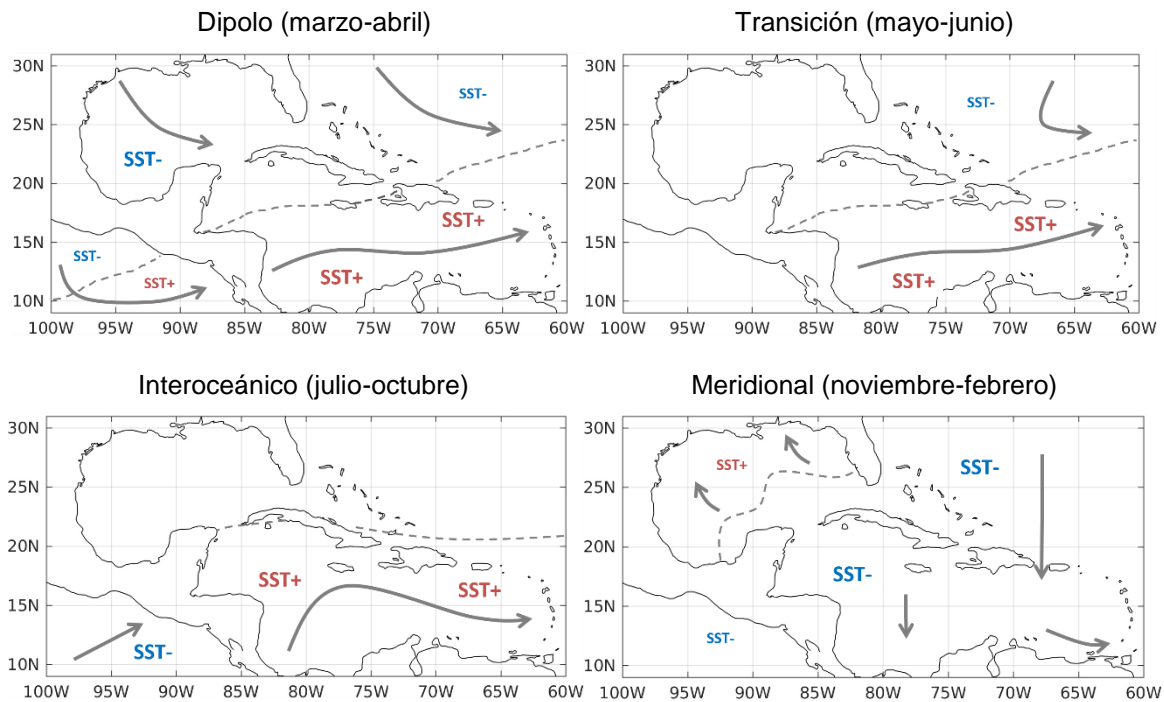 Dipolo (marzo-abril)
30N
25N
20N
15N
10N
SST-
SST-
SST-
SST+
SST+
SST+
100W 95W 90W 85W 80W 75W 70W 65W 60W
Transición (mayo-junio)
30N
25N
20N
15N
10N
SST-
SST+
SST+
100W 95W 90W 85W 80W 75W 70W 65W 60W
Interoceánico (julio-octubre)
30N
25N
20N
15N
10N
SST+
SST+
SST-
100W 95W 90W 85W 80W 75W 70W 65W 60W
Meridional (noviembre-febrero)
30N
25N
20N
15N
10N
SST+
SST-
SST-
SST-
100W 95W 90W 85W 80W 75W 70W 65W 60W